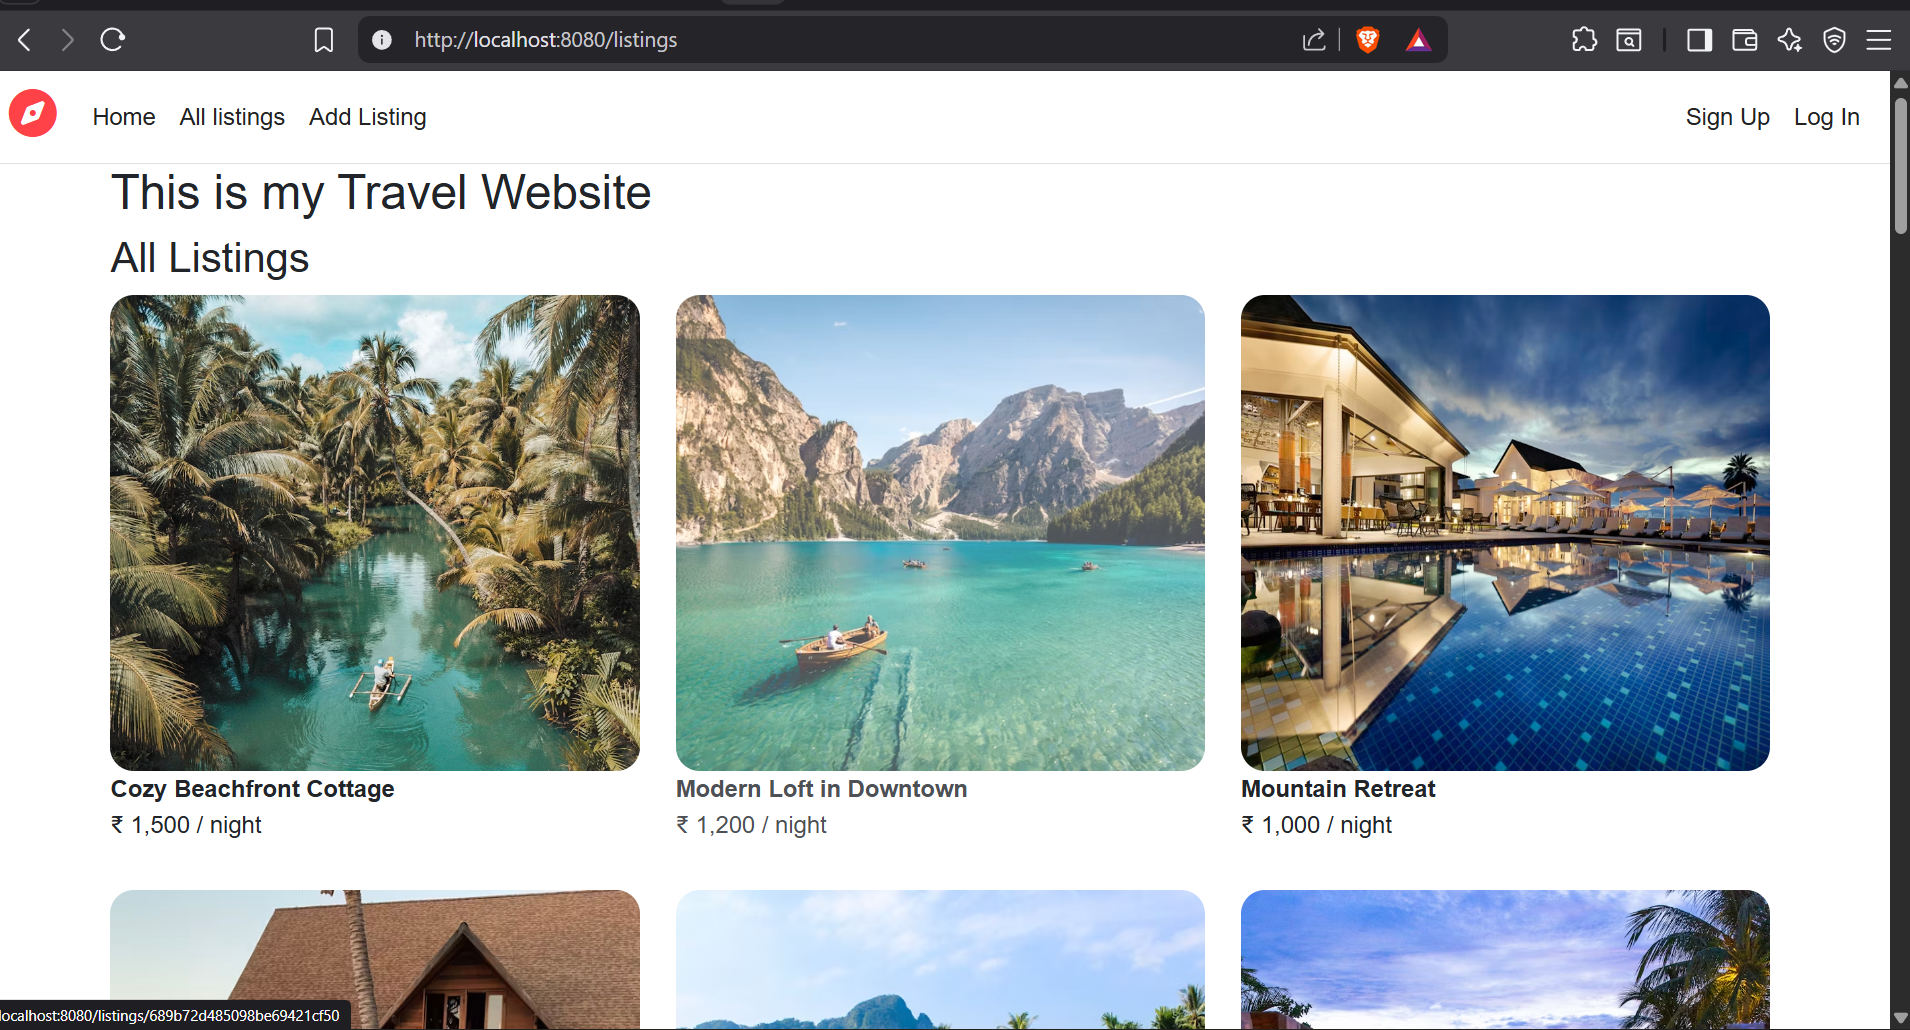 http://localhost:8080/listings
Home All listings Add Listing Sign Up Log In
This is my Travel Website
All Listings
Cozy Beachfront Cottage
₹ 1,500 / night
Modern Loft in Downtown
₹ 1,200 / night
Mountain Retreat
₹ 1,000 / night
localhost:8080/listings/689b72d485098be69421cf50